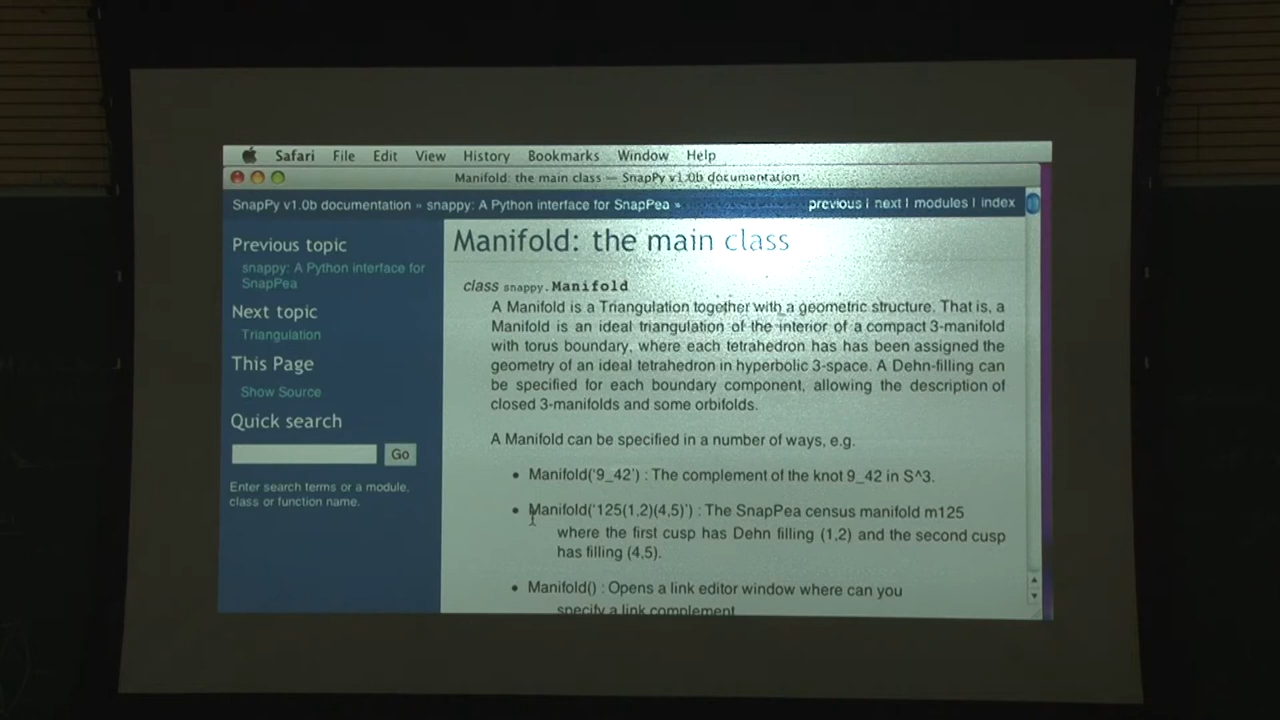 Safari File Edit View History Bookmarks Window Help
Manifold: the main class — SnapPy v1.0b documentation
SnapPy v1.0b documentation » snappy: A Python interface for SnapPea »
previous | next | modules | index
Previous topic
snappy: A Python interface for
SnapPea
Next topic
Triangulation
This Page
Show Source
Quick search
Go
Enter search terms or a module,
class or function name.
Manifold: the main class
class snappy.Manifold
A Manifold is a Triangulation together with a geometric structure. That is, a
Manifold is an ideal triangulation of the interior of a compact 3-manifold
with torus boundary, where each tetrahedron has has been assigned the
geometry of an ideal tetrahedron in hyperbolic 3-space. A Dehn-filling can
be specified for each boundary component, allowing the description of
closed 3-manifolds and some orbifolds.
A Manifold can be specified in a number of ways, e.g.
• Manifold('9_42') : The complement of the knot 9_42 in S^3.
• Manifold('125(1,2)(4,5)') : The SnapPea census manifold m125
where the first cusp has Dehn filling (1,2) and the second cusp
has filling (4,5).
• Manifold() : Opens a link editor window where can you
specify a link complement